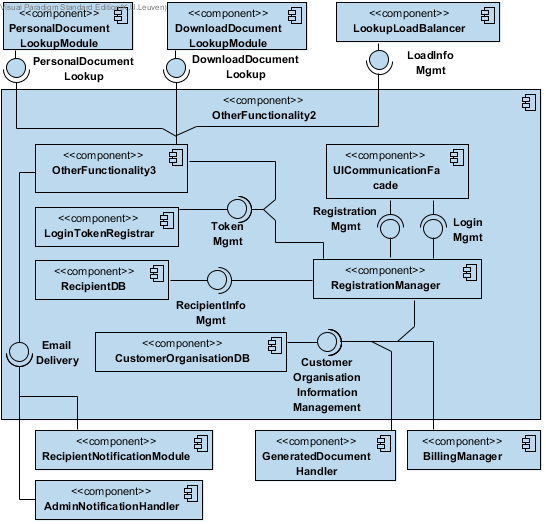 Visual Paradigm Standard Edition(K.U.Leuven)
<<component>>
PersonalDocument
LookupModule
<<component>>
DownloadDocument
LookupModule
<<component>>
LookupLoadBalancer
PersonalDocument
Lookup
DownloadDocument
Lookup
LoadInfo
Mgmt
<<component>>
OtherFunctionality2
<<component>>
OtherFunctionality3
<<component>>
UICommunicationFa
cade
<<component>>
LoginTokenRegistrar
Token
Mgmt
Registration
Mgmt
Login
Mgmt
<<component>>
RecipientDB
RecipientInfo
Mgmt
<<component>>
RegistrationManager
Email
Delivery
<<component>>
CustomerOrganisationDB
Customer
Organisation
Information
Management
<<component>>
RecipientNotificationModule
<<component>>
GeneratedDocument
Handler
<<component>>
BillingManager
<<component>>
AdminNotificationHandler